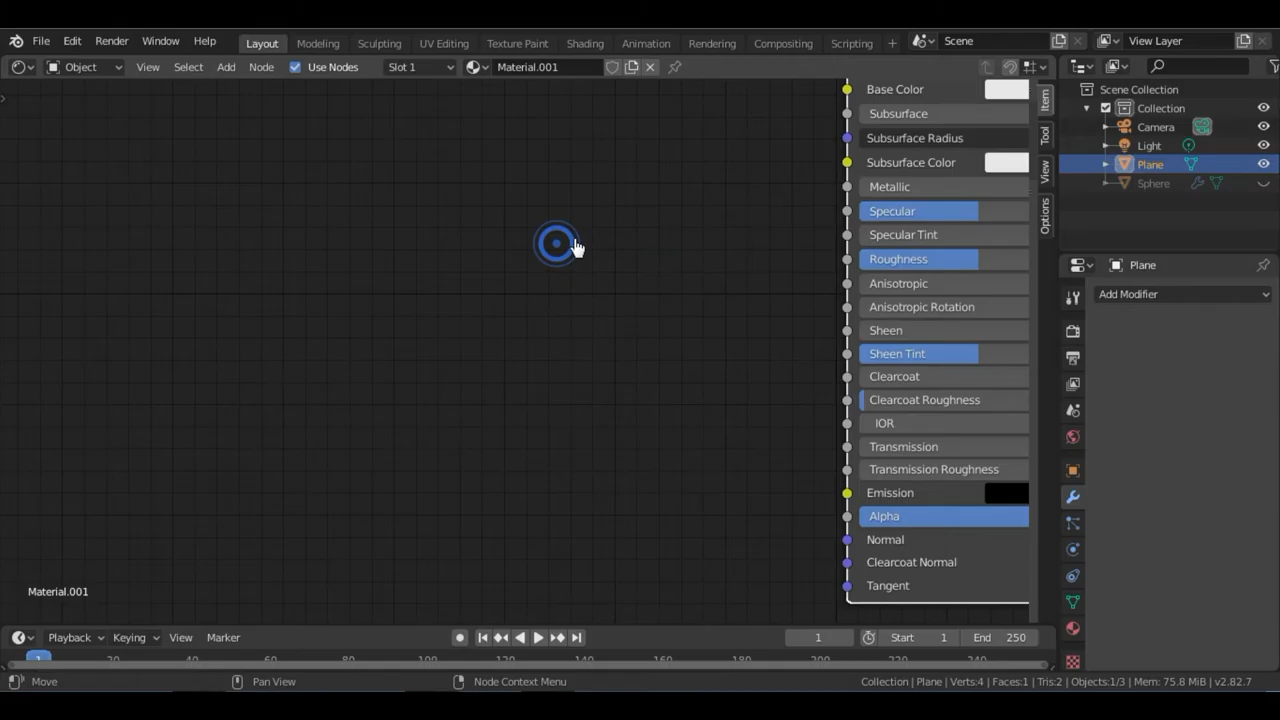 File Edit Render Window Help Layout Modeling Sculpting UV Editing Texture Paint Shading Animation Rendering Compositing Scripting + Scene View Layer
Object View Select Add Node Use Nodes Slot 1 Material.001
Base Color
Subsurface
Subsurface Radius
Subsurface Color
Metallic
Specular
Specular Tint
Roughness
Anisotropic
Anisotropic Rotation
Sheen
Sheen Tint
Clearcoat
Clearcoat Roughness
IOR
Transmission
Transmission Roughness
Emission
Alpha
Normal
Clearcoat Normal
Tangent
Item
Tool
View
Options
Scene Collection
Collection
Camera
Light
Plane
Sphere
Plane
Add Modifier
Material.001
Playback Keying View Marker 1 Start 1 End 250
1 20 40 60 80 100 120 140 160 180 200 220 240
Move Pan View Node Context Menu Collection | Plane | Verts:4 | Faces:1 | Tris:2 | Objects:1/3 | Mem: 75.8 MiB | v2.82.7